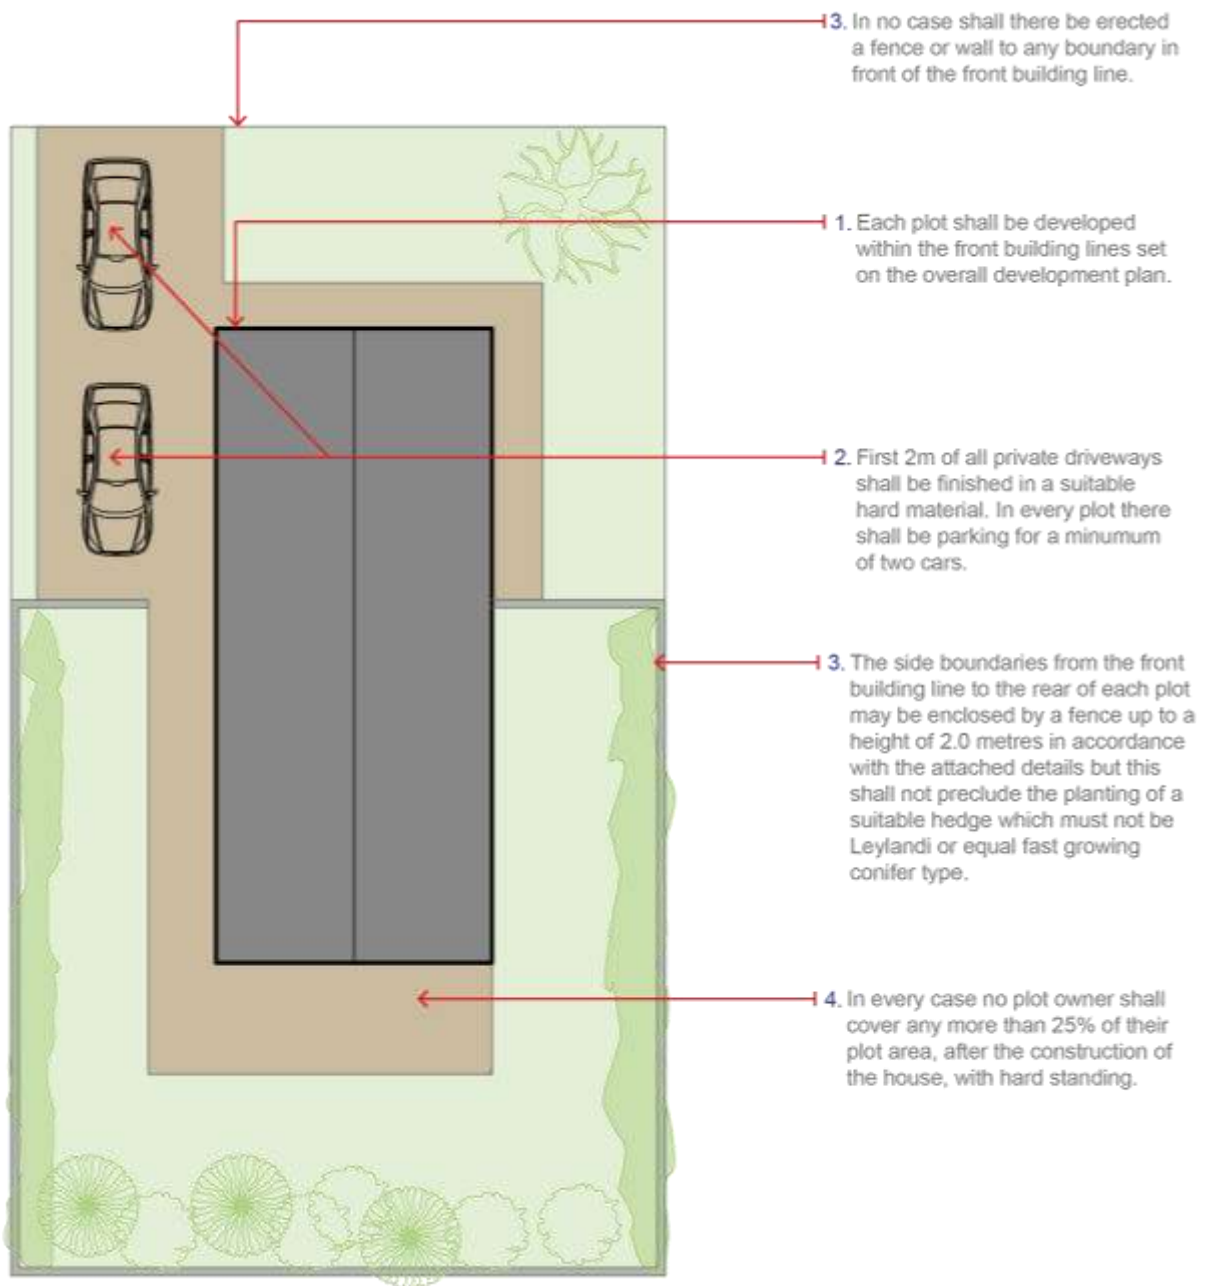 3. In no case shall there be erected
a fence or wall to any boundary in
front of the front building line.
1. Each plot shall be developed
within the front building lines set
on the overall development plan.
2. First 2m of all private driveways
shall be finished in a suitable
hard material. In every plot there
shall be parking for a minumum
of two cars.
3. The side boundaries from the front
building line to the rear of each plot
may be enclosed by a fence up to a
height of 2.0 metres in accordance
with the attached details but this
shall not preclude the planting of a
suitable hedge which must not be
Leylandi or equal fast growing
conifer type.
4. In every case no plot owner shall
cover any more than 25% of their
plot area, after the construction of
the house, with hard standing.